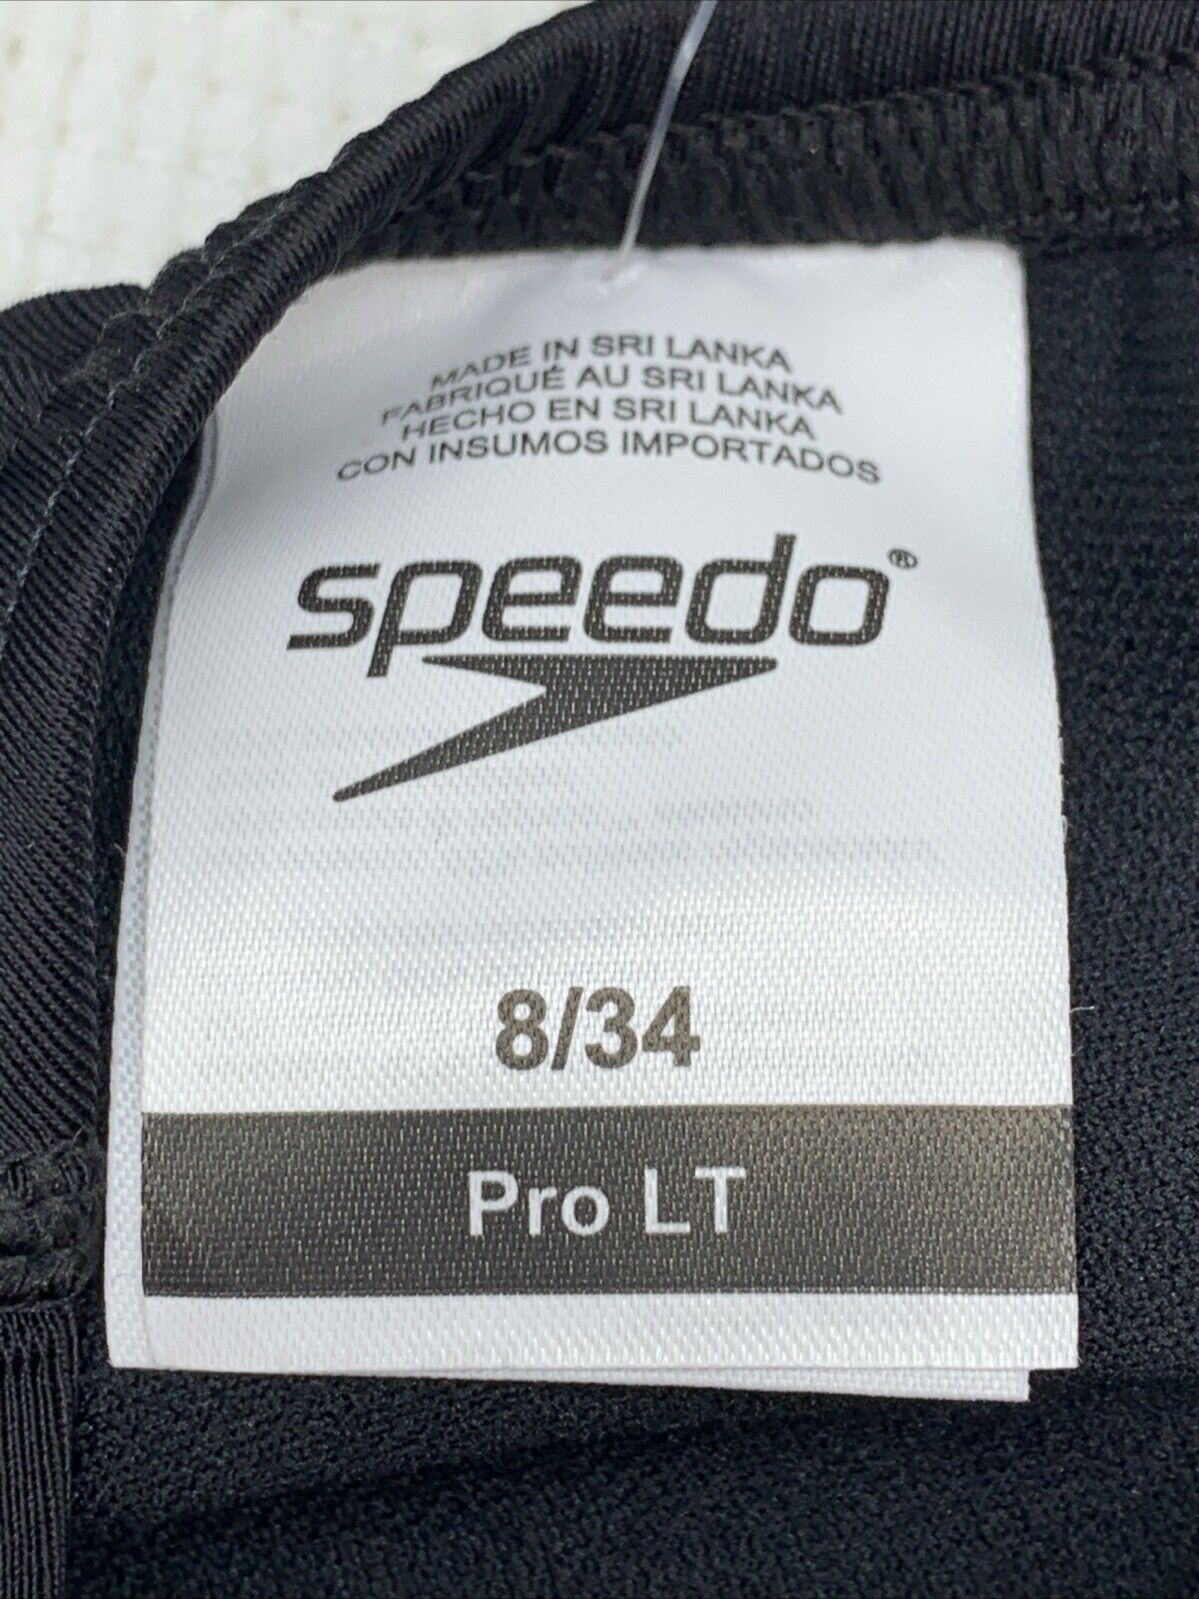 MADE IN SRI LANKA
FABRIQUÉ AU SRI LANKA
HECHO EN SRI LANKA
CON INSUMOS IMPORTADOS
speedo®
8/34
Pro LT